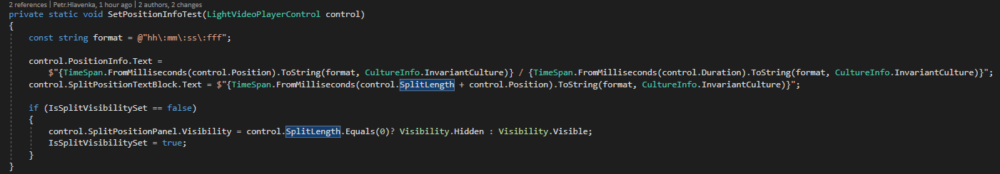 2 references | Petr.Hlavenka, 1 hour ago | 2 authors, 2 changes
private static void SetPositionInfoTest(LightVideoPlayerControl control)
{
    const string format = @"hh\:mm\:ss\:fff";

    control.PositionInfo.Text =
        $"{TimeSpan.FromMilliseconds(control.Position).ToString(format, CultureInfo.InvariantCulture)} / {TimeSpan.FromMilliseconds(control.Duration).ToString(format, CultureInfo.InvariantCulture)}";
    control.SplitPositionTextBlock.Text = $"{TimeSpan.FromMilliseconds(control.SplitLength + control.Position).ToString(format, CultureInfo.InvariantCulture)}";

    if (IsSplitVisibilitySet == false)
    {
        control.SplitPositionPanel.Visibility = control.SplitLength.Equals(0)? Visibility.Hidden : Visibility.Visible;
        IsSplitVisibilitySet = true;
    }
}